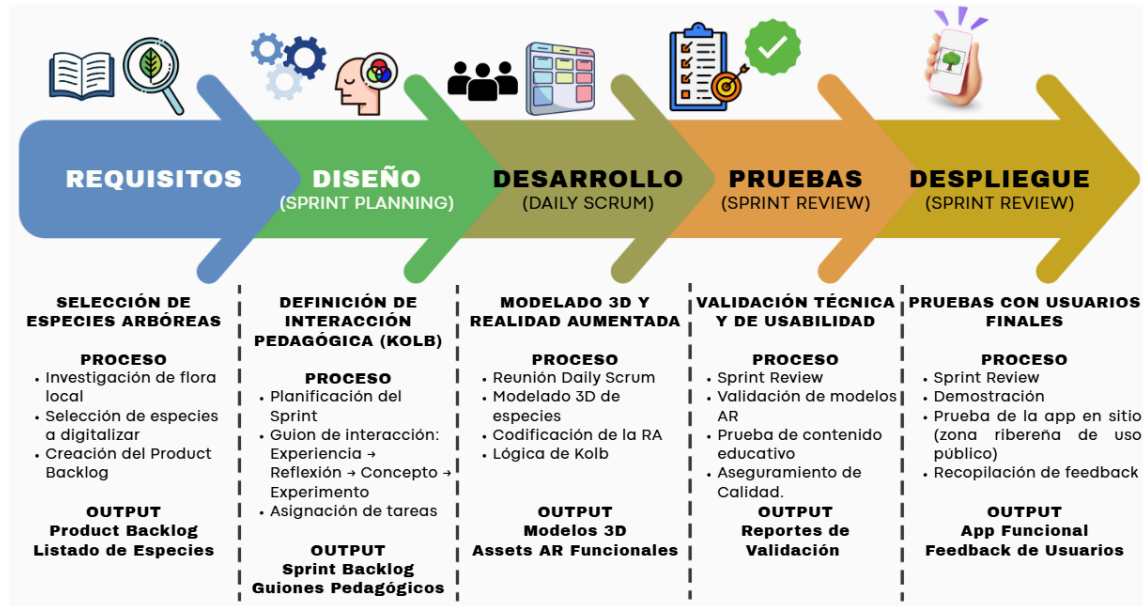 REQUISITOS
DISEÑO
(SPRINT PLANNING)
DESARROLLO
(DAILY SCRUM)
PRUEBAS
(SPRINT REVIEW)
DESPLIEGUE
(SPRINT REVIEW)
SELECCIÓN DE
ESPECIES ARBÓREAS
PROCESO
• Investigación de flora
local
• Selección de especies
a digitalizar
• Creación del Product
Backlog
OUTPUT
Product Backlog
Listado de Especies
DEFINICIÓN DE
INTERACCIÓN
PEDAGÓGICA (KOLB)
PROCESO
• Planificación del
Sprint
• Guion de interacción:
Experiencia →
Reflexión → Concepto →
Experimento
• Asignación de tareas
OUTPUT
Sprint Backlog
Guiones Pedagógicos
MODELADO 3D Y
REALIDAD AUMENTADA
PROCESO
• Reunión Daily Scrum
• Modelado 3D de
especies
• Codificación de la RA
• Lógica de Kolb
OUTPUT
Modelos 3D
Assets AR Funcionales
VALIDACIÓN TÉCNICA
Y DE USABILIDAD
PROCESO
• Sprint Review
• Validación de modelos
AR
• Prueba de contenido
educativo
• Aseguramiento de
Calidad.
OUTPUT
Reportes de
Validación
PRUEBAS CON USUARIOS
FINALES
PROCESO
• Sprint Review
• Demostración
• Prueba de la app en sitio
(zona ribereña de uso
público)
• Recopilación de feedback
OUTPUT
App Funcional
Feedback de Usuarios